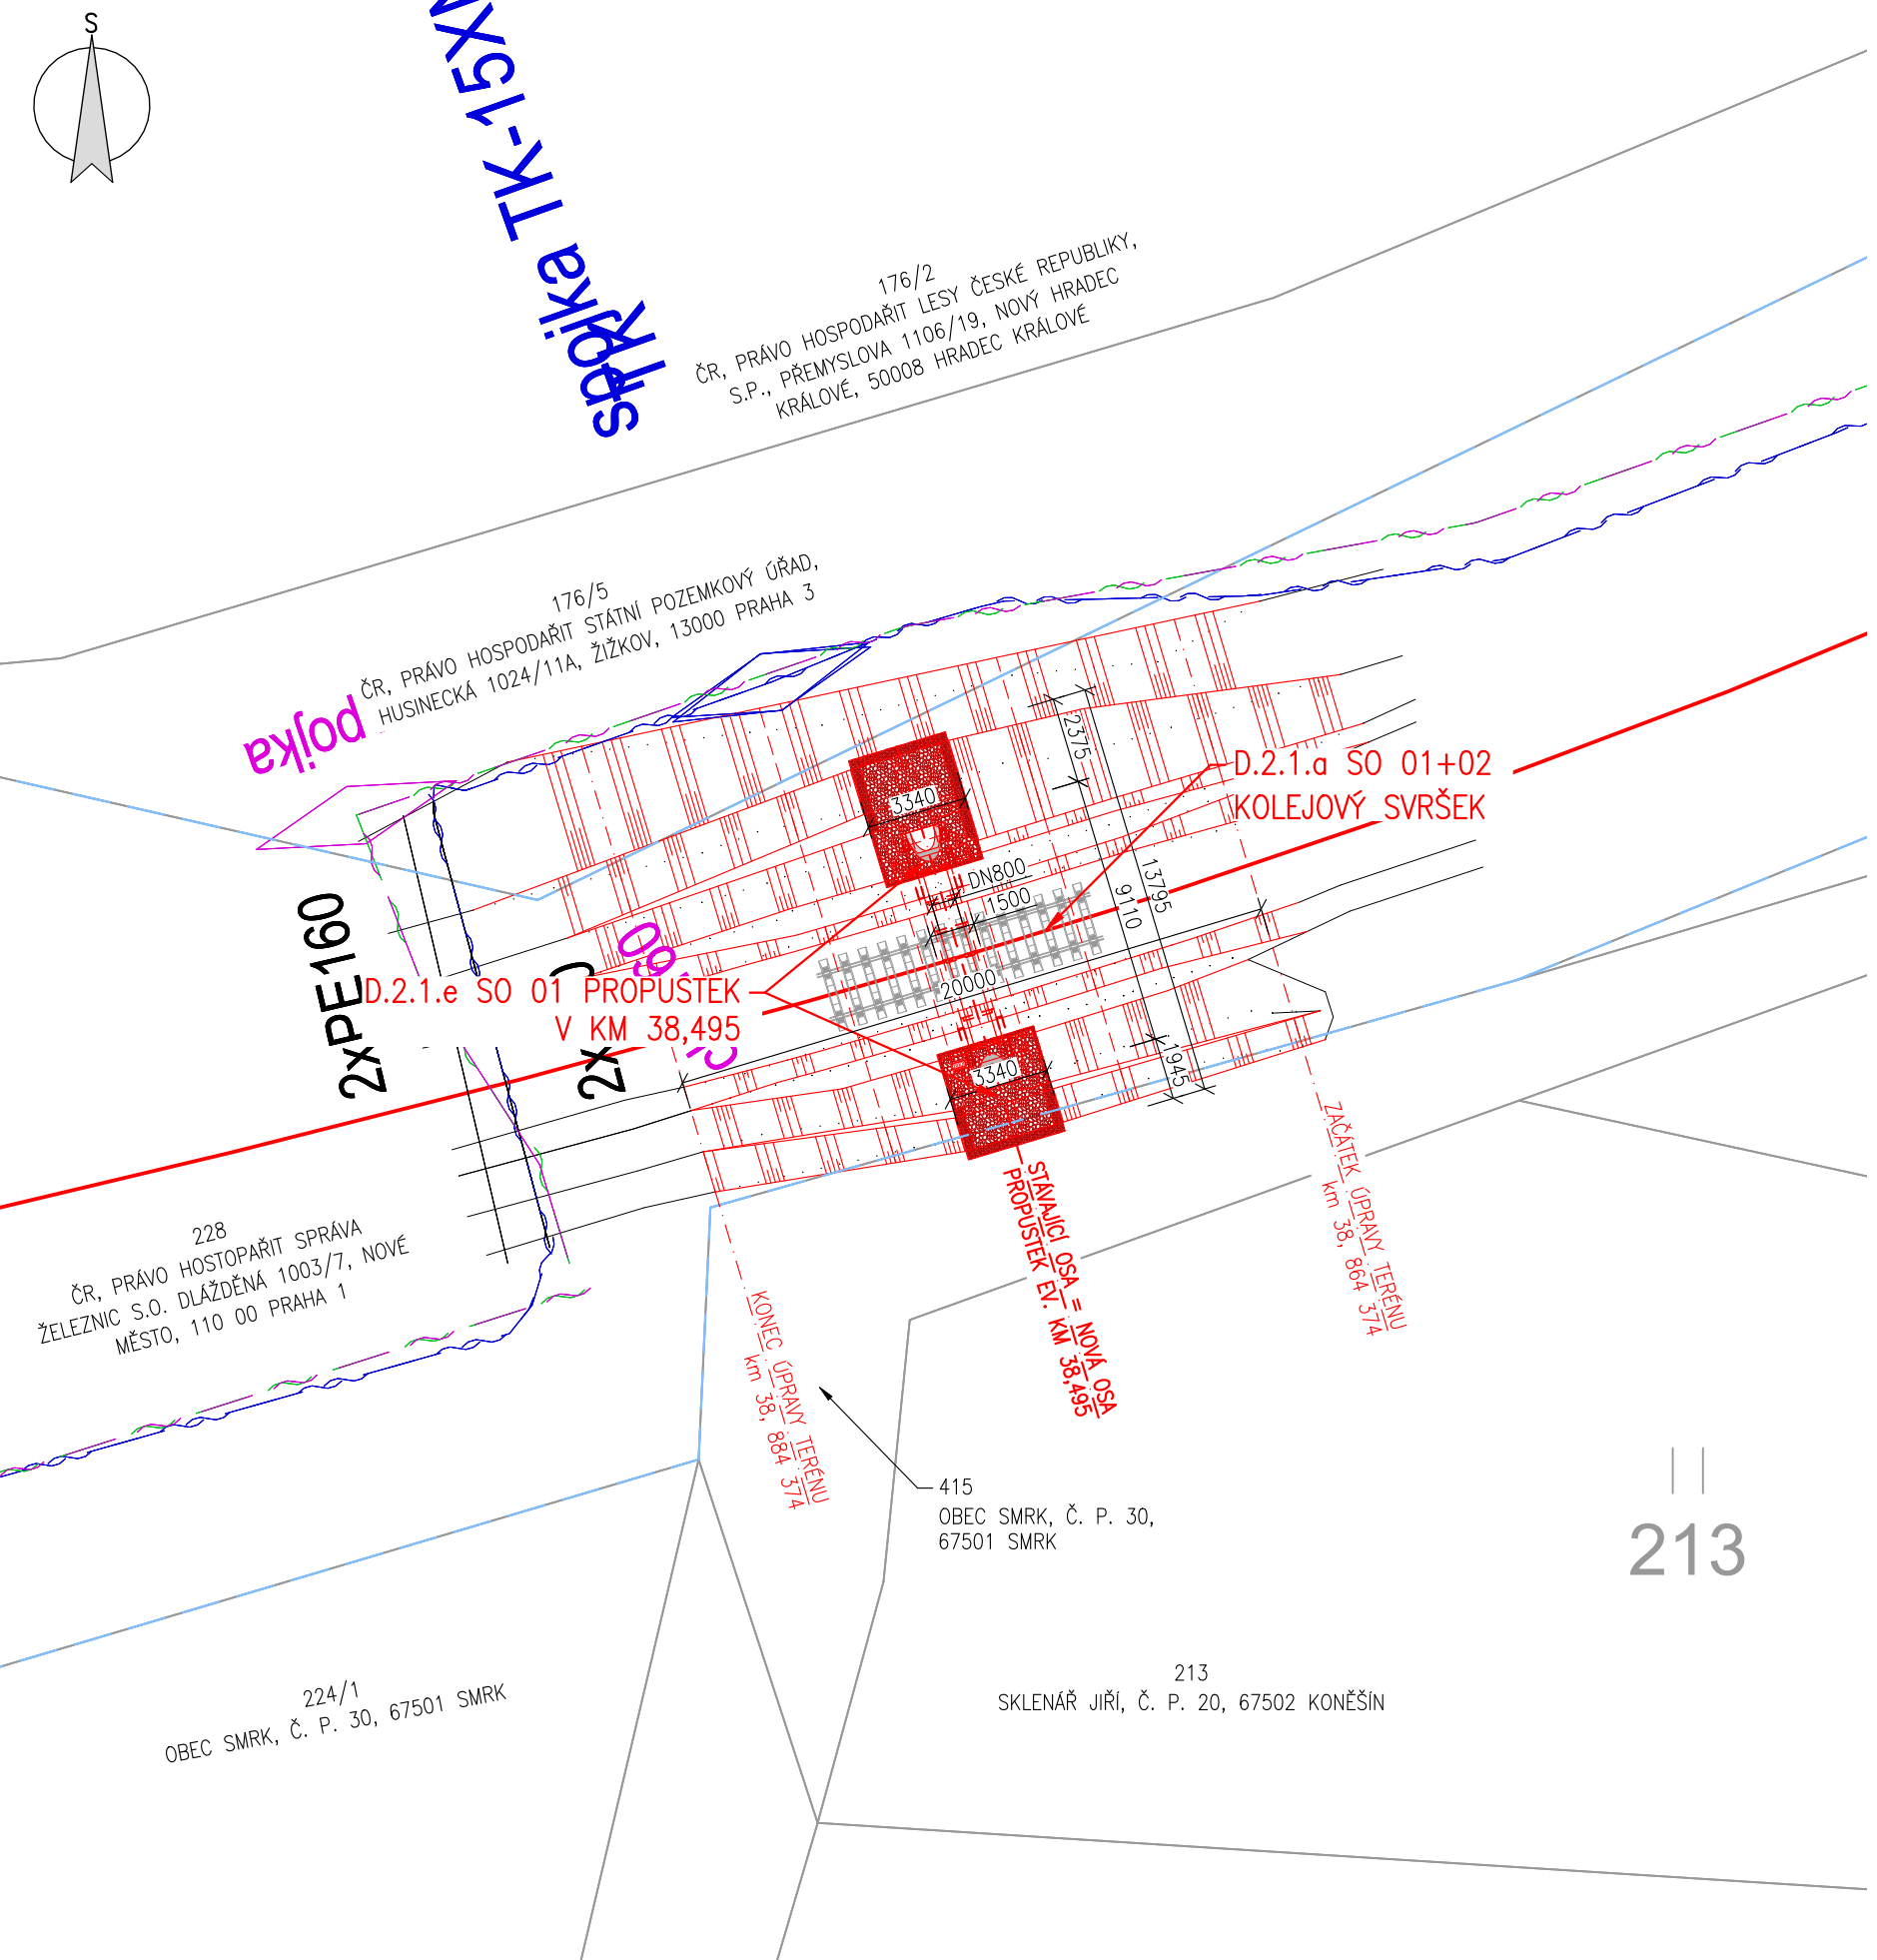 S
TK-15XN
spojka
TK
176/2
ČR, PRÁVO HOSPODAŘIT LESY ČESKÉ REPUBLIKY,
S.P., PŘEMYSLOVA 1106/19, NOVÝ HRADEC
KRÁLOVÉ, 50008 HRADEC KRÁLOVÉ
176/5
ČR, PRÁVO HOSPODAŘIT STÁTNÍ POZEMKOVÝ ÚŘAD,
HUSINECKÁ 1024/11A, ŽIŽKOV, 13000 PRAHA 3
pojka
2375
D.2.1.a SO 01+02
KOLEJOVÝ SVRŠEK
3340
DN800
1500
13795
9110
2xPE160
D.2.1.e SO 01 PROPUSTEK
V KM 38,495
2x
20000
3340
1945
ZAČÁTEK ÚPRAVY TERÉNU
km 38, 864 374
STÁVAJÍCÍ OSA = NOVÁ OSA
PROPUSTEK EV. KM 38,495
228
ČR, PRÁVO HOSTOPAŘIT SPRÁVA
ŽELEZNIC S.O. DLÁŽDĚNÁ 1003/7, NOVÉ
MĚSTO, 110 00 PRAHA 1
KONEC ÚPRAVY TERÉNU
km 38, 884 374
415
OBEC SMRK, Č. P. 30,
67501 SMRK
213
213
SKLENÁŘ JIŘÍ, Č. P. 20, 67502 KONĚŠÍN
224/1
OBEC SMRK, Č. P. 30, 67501 SMRK